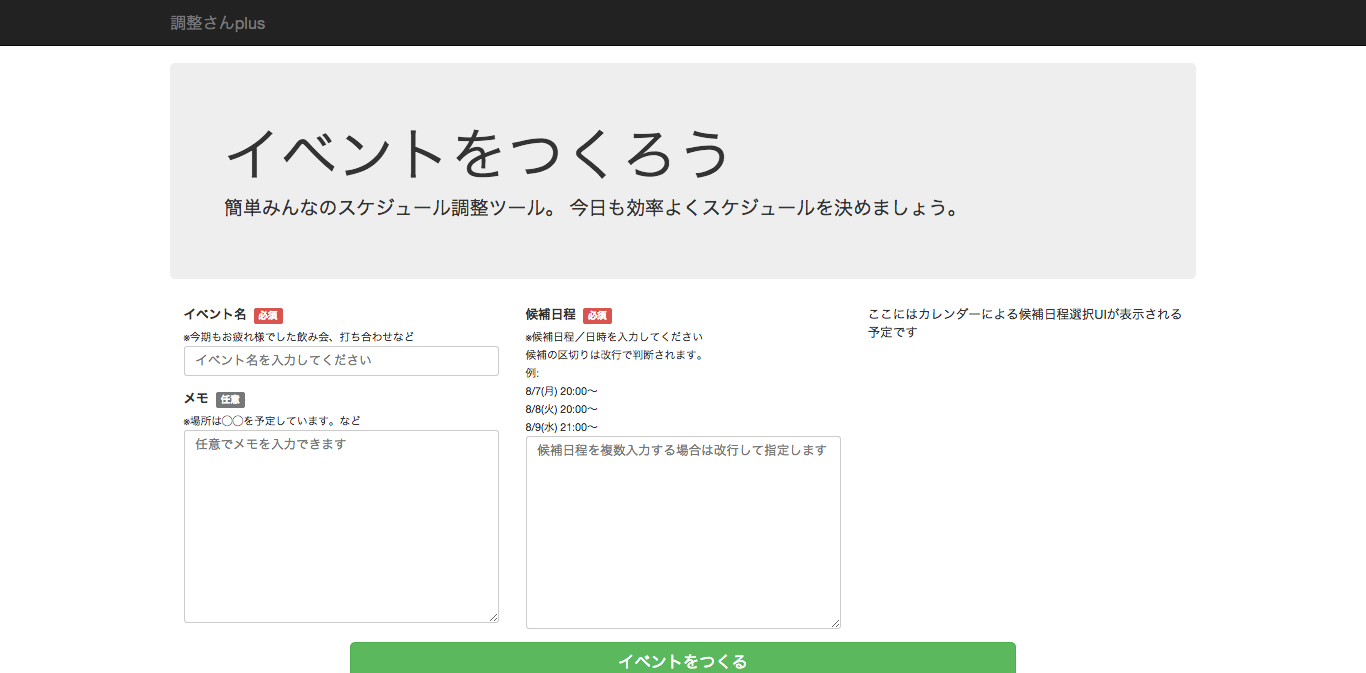 調整さんplus
イベントをつくろう
簡単みんなのスケジュール調整ツール。 今日も効率よくスケジュールを決めましょう。
イベント名 必須
※今期もお疲れ様でした飲み会、打ち合わせなど
イベント名を入力してください
メモ 任意
※場所は◯◯を予定しています。など
任意でメモを入力できます
候補日程 必須
※候補日程／日時を入力してください
候補の区切りは改行で判断されます。
例:
8/7(月) 20:00〜
8/8(火) 20:00〜
8/9(水) 21:00〜
候補日程を複数入力する場合は改行して指定します
ここにはカレンダーによる候補日程選択UIが表示される
予定です
イベントをつくる